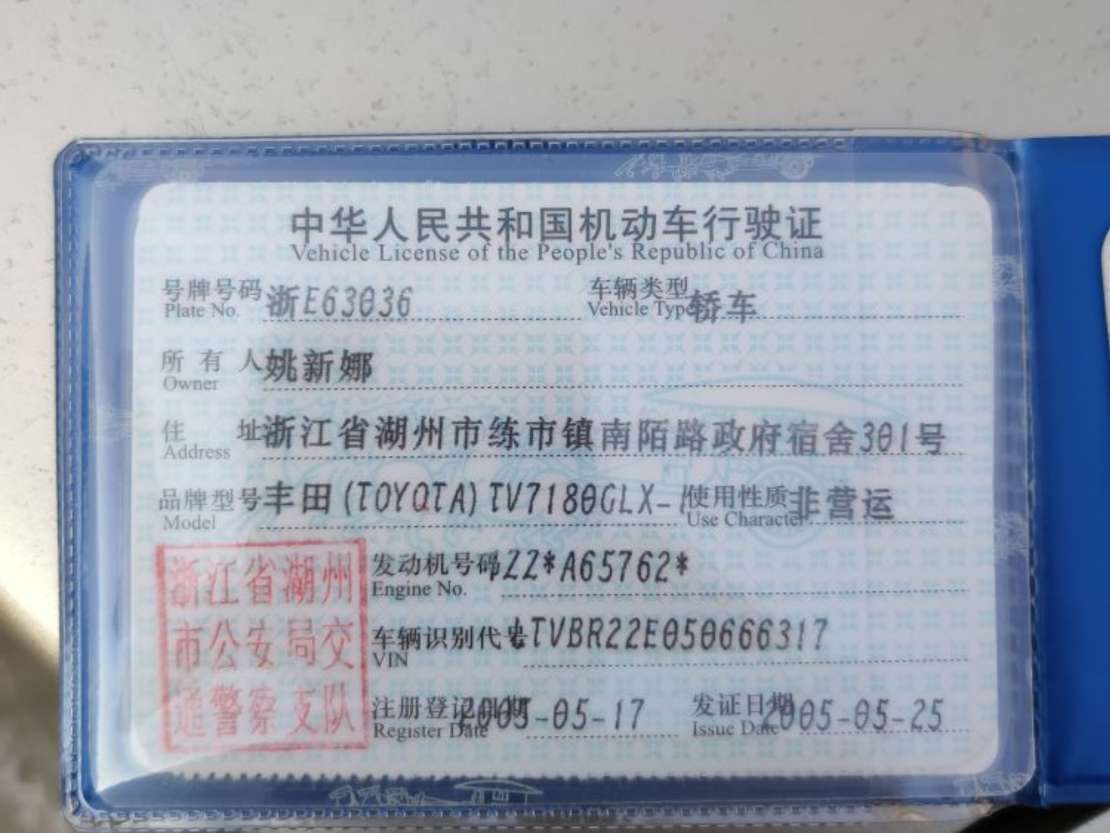 中华人民共和国机动车行驶证
Vehicle License of the People's Republic of China
号牌号码 浙E63036 车辆类型 轿车
Plate No. Vehicle Type
所有人 姚新娜
Owner
住址 浙江省湖州市练市镇南陌路政府宿舍301号
Address
品牌型号 丰田(TOYOTA)TV7180GLX- 使用性质 非营运
Model Use Character
浙江省湖州
市公安局交
通警察支队
发动机号码 ZZ*A65762*
Engine No.
车辆识别代号 LTVBR22E050666317
VIN
注册登记日期 2005-05-17 发证日期 2005-05-25
Register Date Issue Date